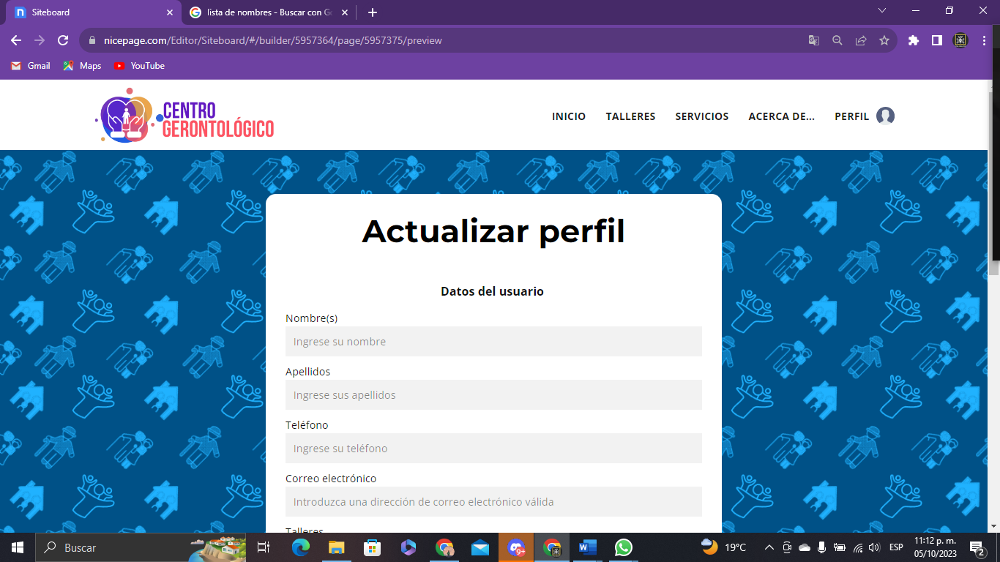 Siteboard
lista de nombres - Buscar con Go
nicepage.com/Editor/Siteboard/#/builder/5957364/page/5957375/preview
Gmail Maps YouTube
CENTRO
GERONTOLÓGICO
INICIO TALLERES SERVICIOS ACERCA DE... PERFIL
Actualizar perfil
Datos del usuario
Nombre(s)
Ingrese su nombre
Apellidos
Ingrese sus apellidos
Teléfono
Ingrese su teléfono
Correo electrónico
Introduzca una dirección de correo electrónico válida
Talleres
Buscar
9+
19°C
ESP
11:12 p. m.
05/10/2023
2